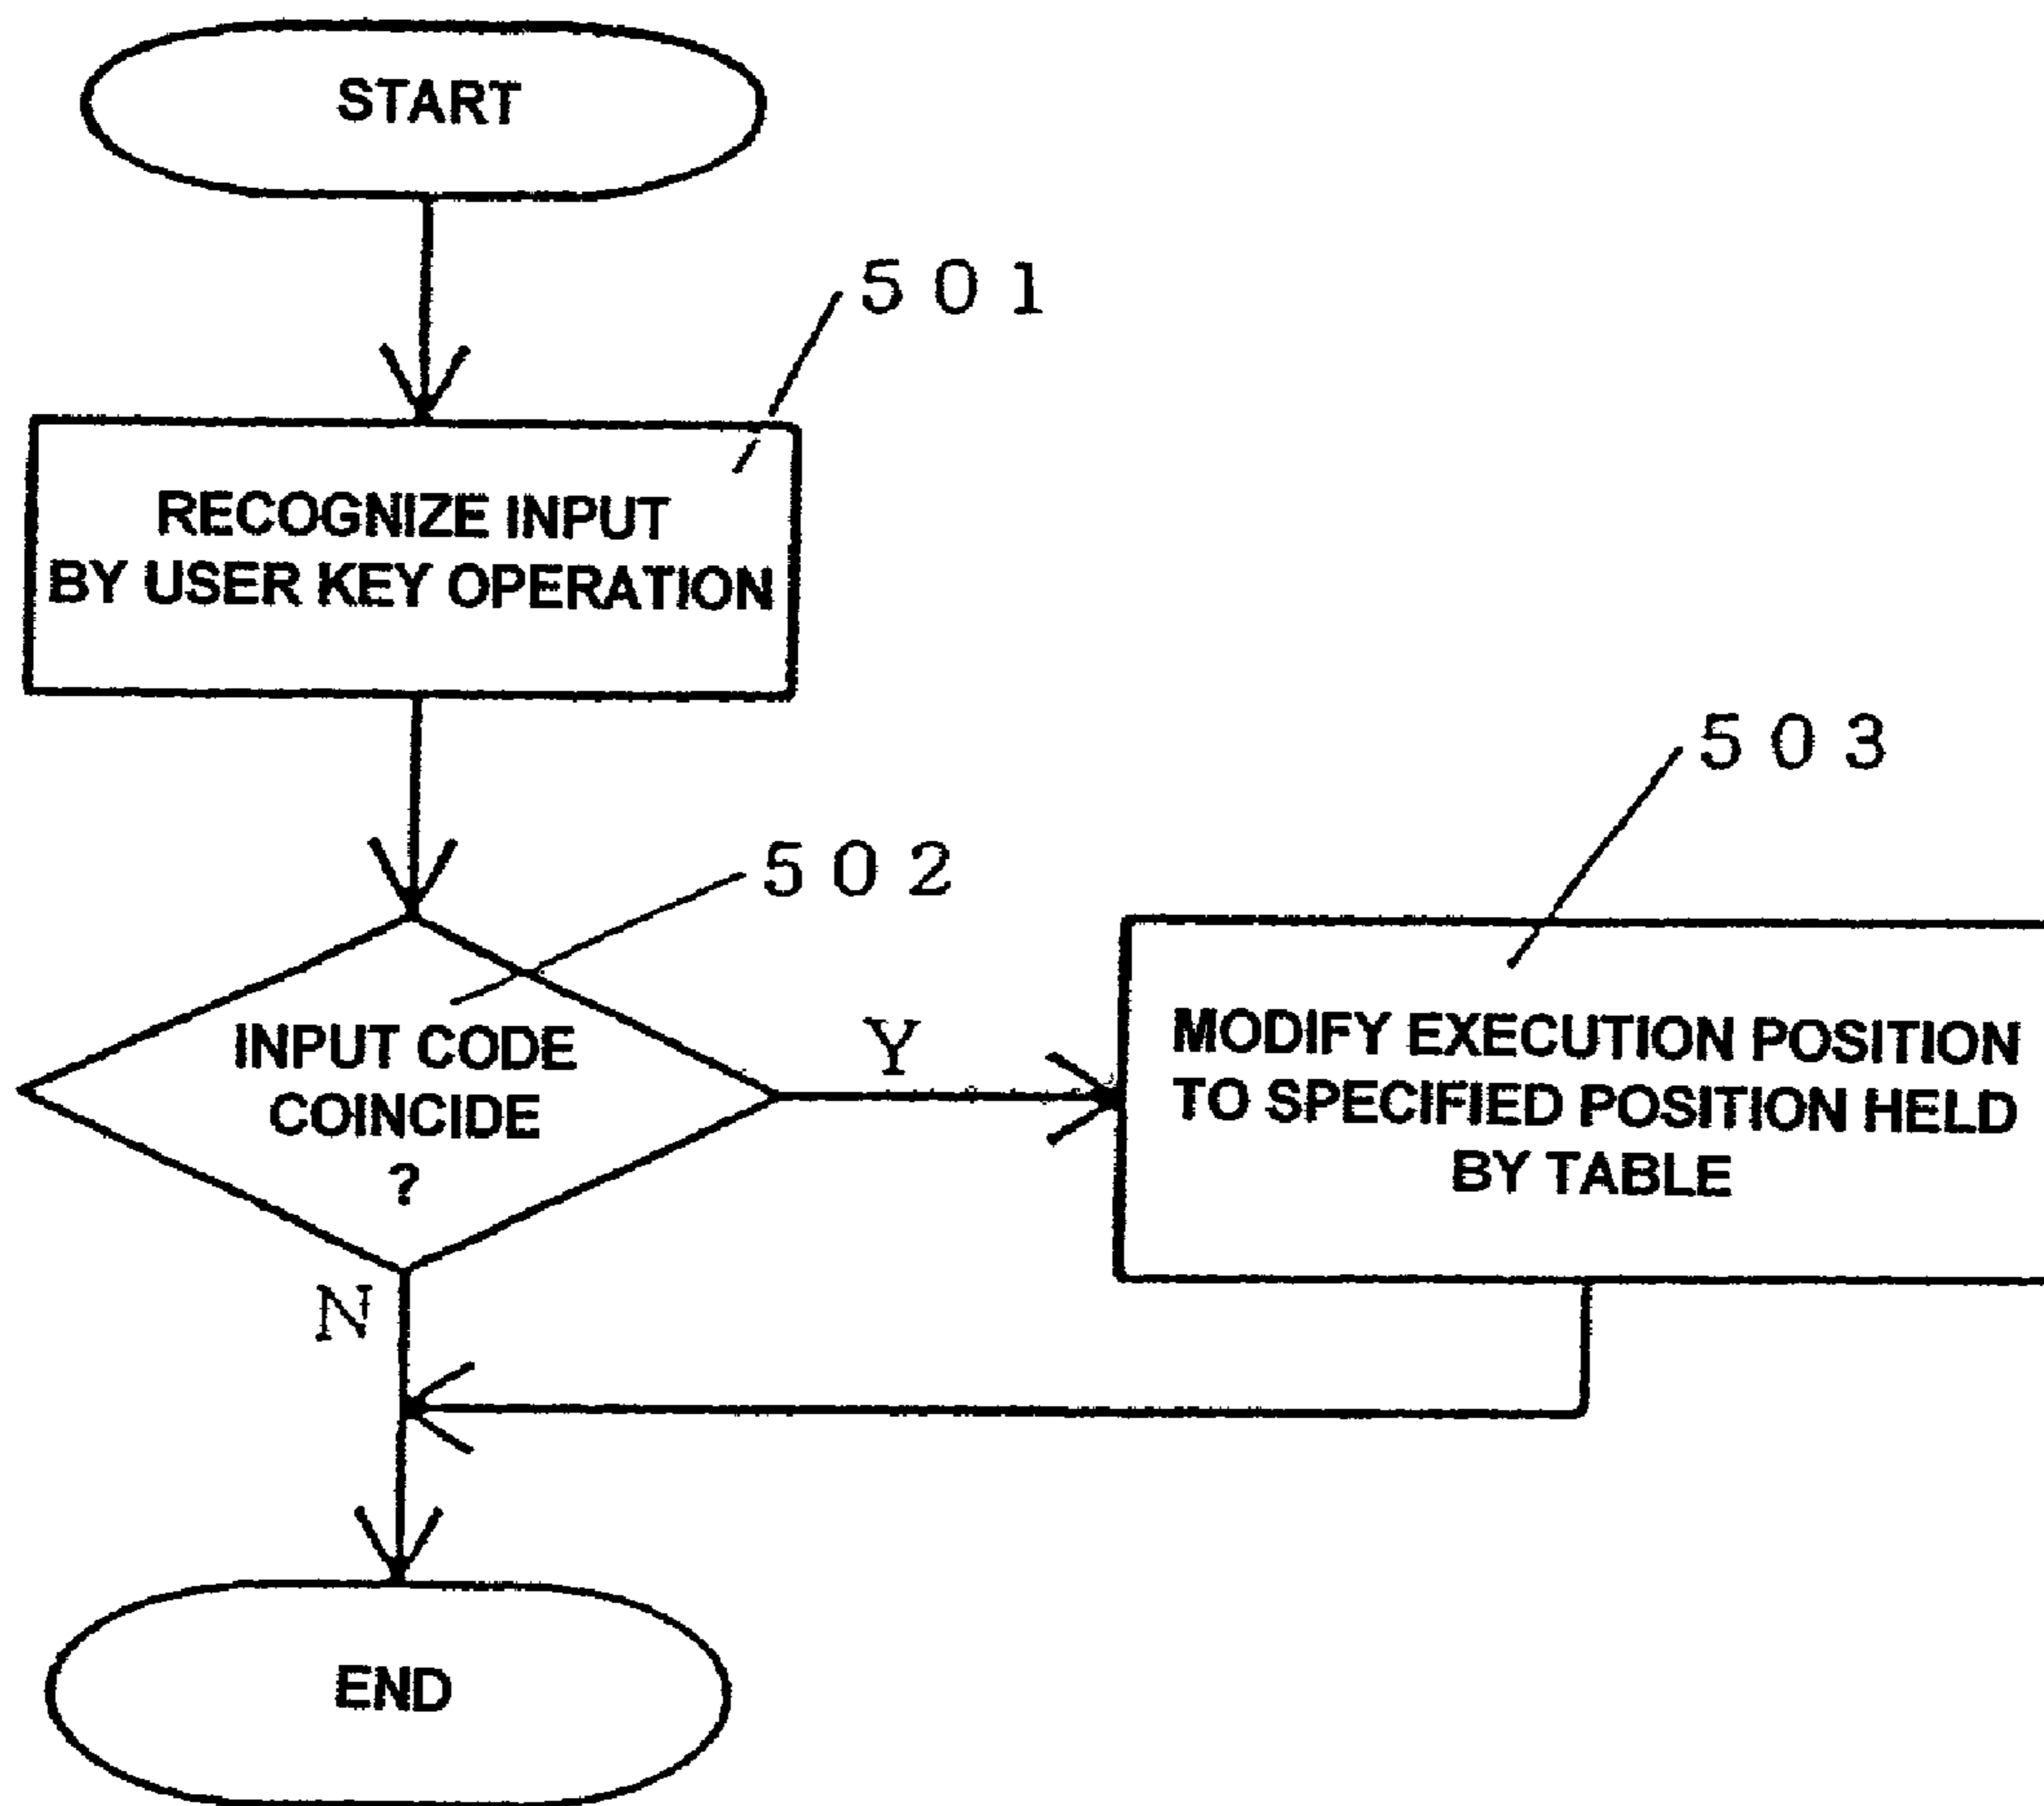 START
501
RECOGNIZE INPUT
BY USER KEY OPERATION
503
502
INPUT CODE
COINCIDE
?
Y
MODIFY EXECUTION POSITION
TO SPECIFIED POSITION HELD
BY TABLE
N
END